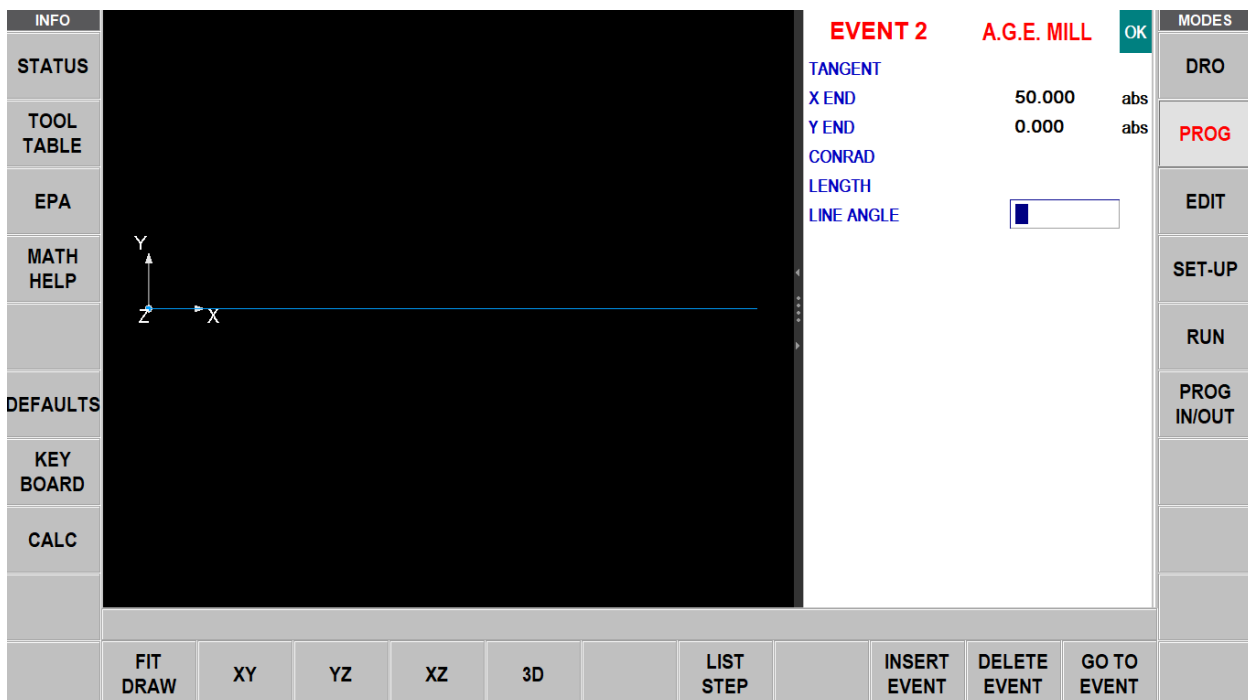 INFO
STATUS
TOOL
TABLE
EPA
MATH
HELP
DEFAULTS
KEY
BOARD
CALC
Y
Z
X
EVENT 2 A.G.E. MILL OK
TANGENT
X END 50.000 abs
Y END 0.000 abs
CONRAD
LENGTH
LINE ANGLE
MODES
DRO
PROG
EDIT
SET-UP
RUN
PROG
IN/OUT
FIT
DRAW
XY
YZ
XZ
3D
LIST
STEP
INSERT
EVENT
DELETE
EVENT
GO TO
EVENT